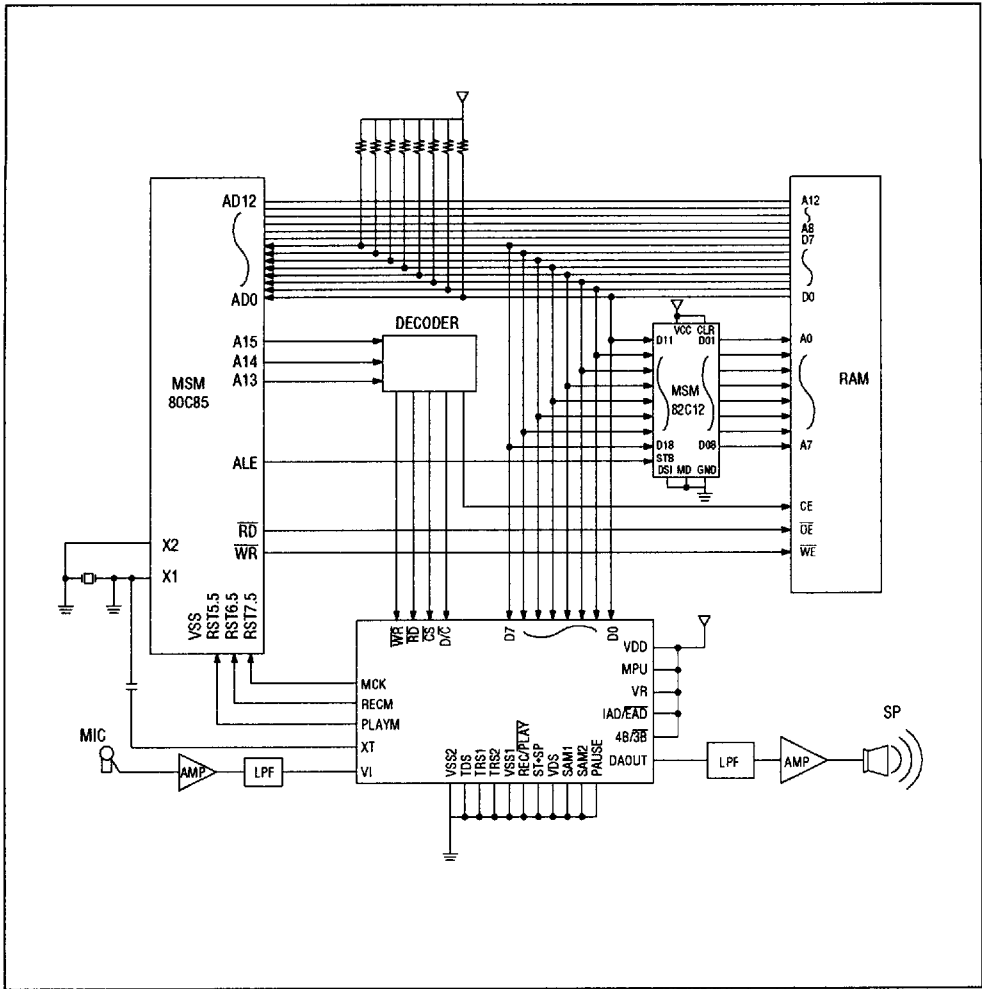 AD12
AD0
A15
A14
A13
MSM
80C85
ALE
RD
WR
X2
X1
VSS
RST5.5
RST6.5
RST7.5
DECODER
VCC CLR
D11 D01
MSM
82C12
D18 D08
STB
DSI MD GND
A12
A8
D7
D0
A0
RAM
A7
CE
OE
WE
WR RD CS D/C
D7 D0
VDD
MPU
VR
IAD/EAD
4B/3B
DAOUT
MCK
RECM
PLAYM
XT
VI
VSS2
TDS
TRS1
TRS2
VSS1
REC/PLAY
ST•SP
VDS
SAM1
SAM2
PAUSE
MIC
AMP
LPF
LPF
AMP
SP